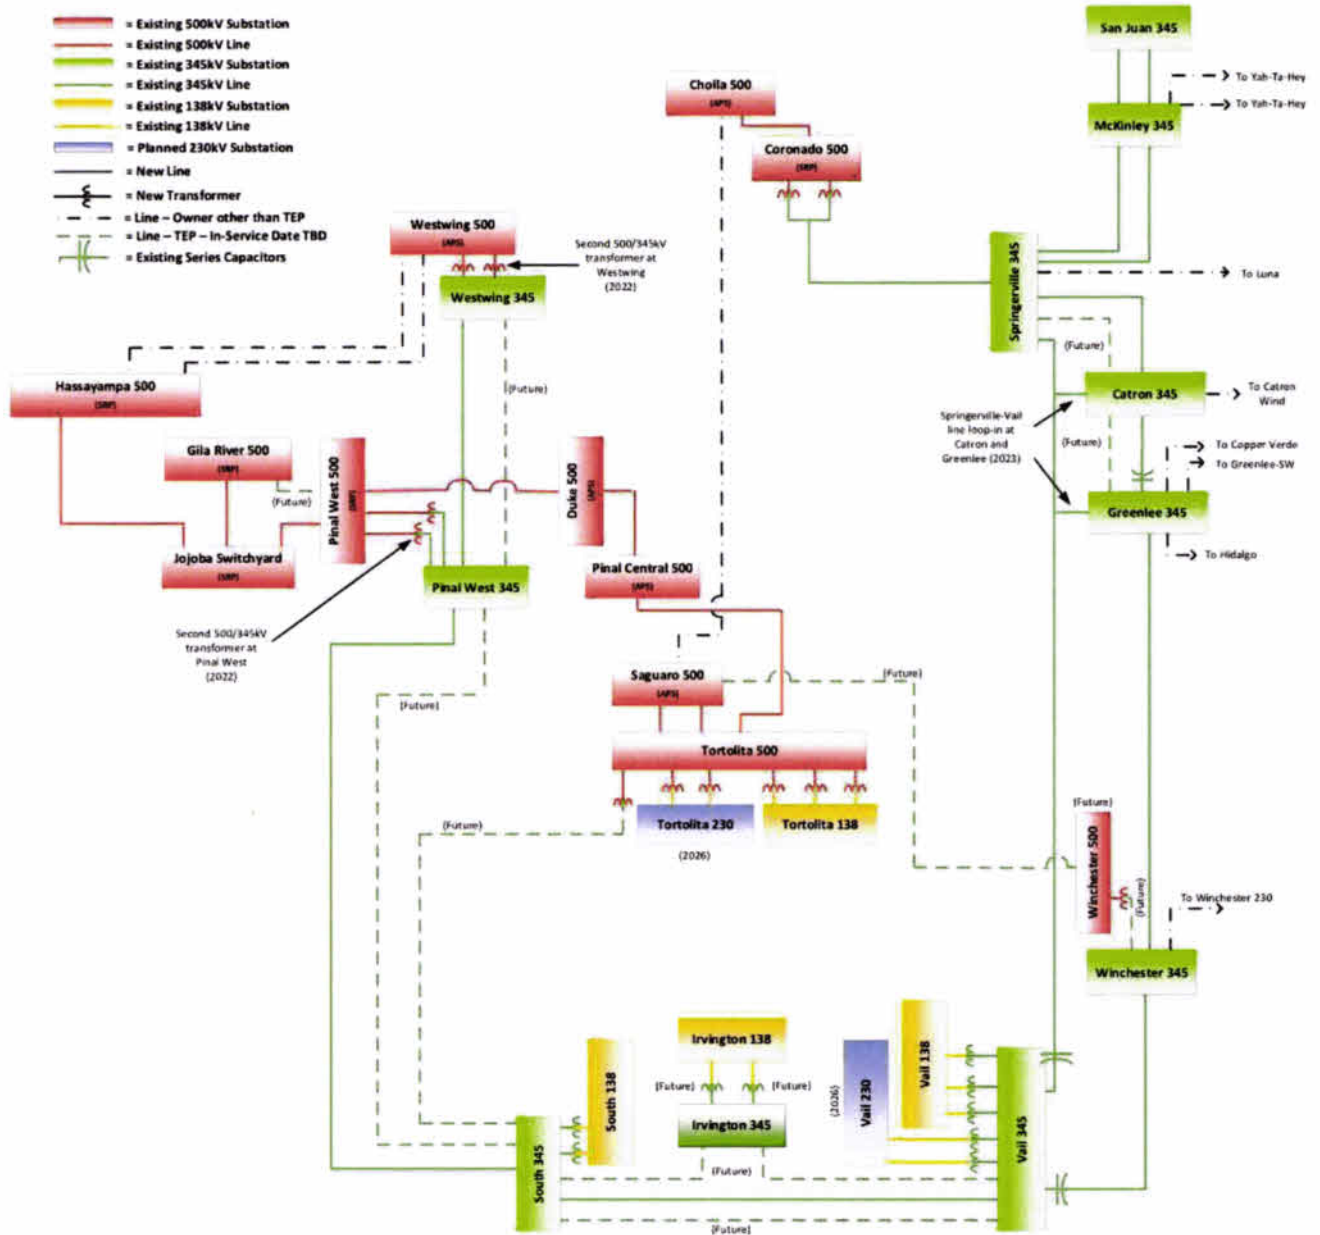 = Existing 500kV Substation
= Existing 500kV Line
= Existing 345kV Substation
= Existing 345kV Line
= Existing 138kV Substation
= Existing 138kV Line
= Planned 230kV Substation
= New Line
= New Transformer
= Line – Owner other than TEP
= Line – TEP – In-Service Date TBD
= Existing Series Capacitors
San Juan 345
To Yah-Ta-Hey
To Yah-Ta-Hey
McKinley 345
Cholla 500
(APS)
Coronado 500
(SRP)
Westwing 500
(APS)
Second 500/345kV
transformer at
Westwing
(2022)
Westwing 345
Springerville 345
To Luna
(Future)
Hassayampa 500
(SRP)
(Future)
Catron 345
To Catron
Wind
Springerville-Vail
line loop-in at
Catron and
Greenlee (2023)
(Future)
To Copper Verde
To Greenlee-SW
Gila River 500
(SRP)
(Future)
Pinal West 500
(SRP)
Duke 500
(APS)
Greenlee 345
To Hidalgo
Jojoba Switchyard
(SRP)
Pinal Central 500
(APS)
Pinal West 345
Second 500/345kV
transformer at
Pinal West
(2022)
Saguaro 500
(APS)
(Future)
(Future)
Tortolita 500
(Future)
Tortolita 230
(2026)
Tortolita 138
(Future)
Winchester 500
(Future)
To Winchester 230
Winchester 345
Irvington 138
(Future)
(Future)
Irvington 345
South 138
South 345
(2026)
Vail 230
Vail 138
Vail 345
(Future)
(Future)